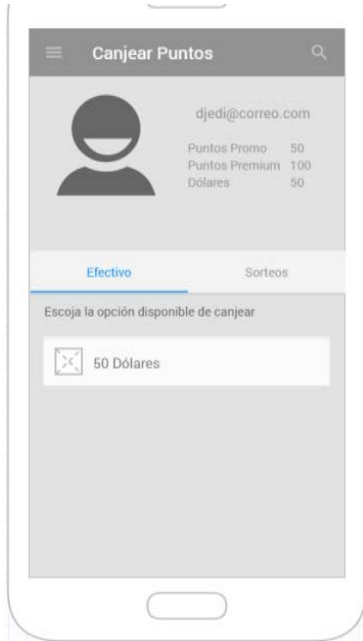 Canjear Puntos
djedi@correo.com
Puntos Promo 50
Puntos Premium 100
Dólares 50
Efectivo Sorteos
Escoja la opción disponible de canjear
50 Dólares